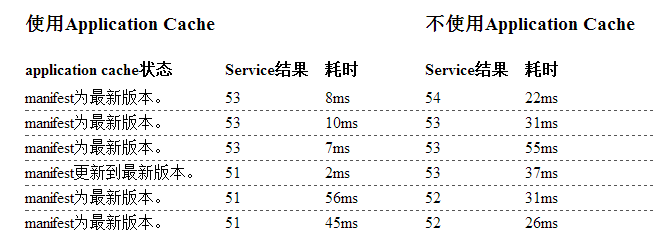 使用Application Cache 不使用Application Cache
application cache状态 Service结果 耗时 Service结果 耗时
manifest为最新版本。 53 8ms 54 22ms
manifest为最新版本。 53 10ms 53 31ms
manifest为最新版本。 53 7ms 53 55ms
manifest更新到最新版本。 51 2ms 53 37ms
manifest为最新版本。 51 56ms 52 31ms
manifest为最新版本。 51 45ms 52 26ms